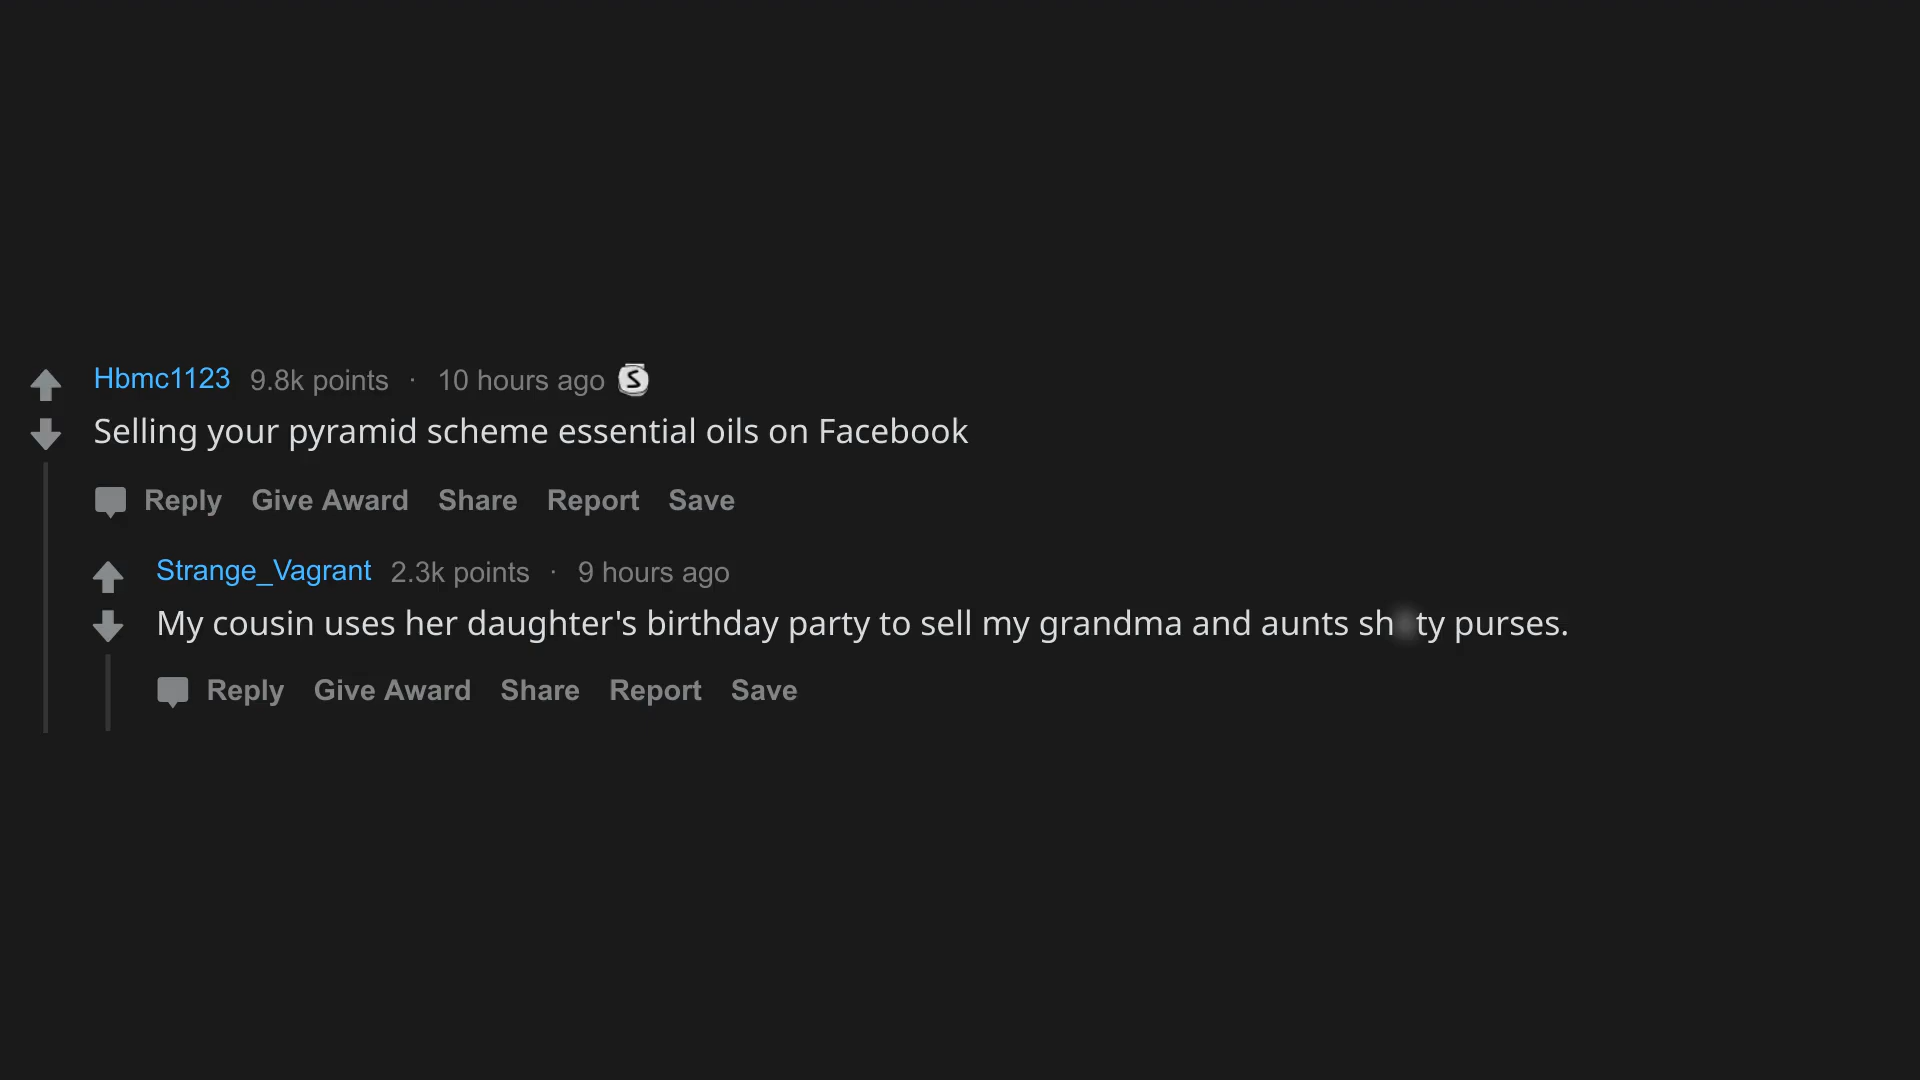 Hbmc1123 9.8k points · 10 hours ago S
Selling your pyramid scheme essential oils on Facebook
Reply Give Award Share Report Save
Strange_Vagrant 2.3k points · 9 hours ago
My cousin uses her daughter's birthday party to sell my grandma and aunts purses.
Reply Give Award Share Report Save